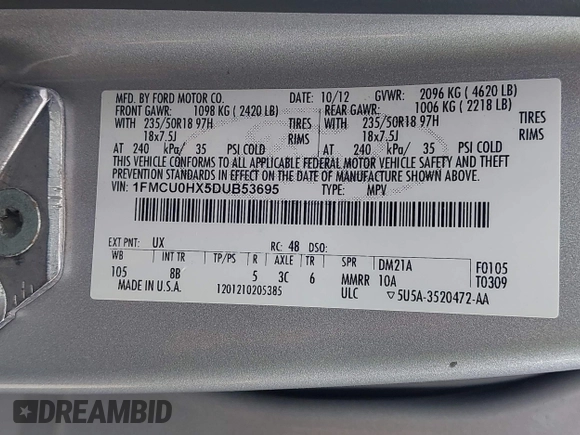 MFD. BY FORD MOTOR CO. DATE: 10/12 GVWR: 2096 KG ( 4620 LB)
FRONT GAWR: 1098 KG ( 2420 LB) REAR GAWR: 1006 KG ( 2218 LB)
WITH 235/50R18 97H TIRES WITH 235/50R18 97H TIRES
18x7.5J RIMS 18x7.5J RIMS
AT 240 kPa/ 35 PSI COLD AT 240 kPa/ 35 PSI COLD
THIS VEHICLE CONFORMS TO ALL APPLICABLE FEDERAL MOTOR VEHICLE SAFETY AND THEFT
PREVENTION STANDARDS IN EFFECT ON THE DATE OF MANUFACTURE SHOWN ABOVE.
VIN: 1FMCU0HX5DUB53695 TYPE: MPV
EXT PNT: UX RC: 48 DSO:
WB INT TR TP/PS R AXLE TR SPR DM21A F0105
105 8B 5 3C 6 MMRR 10A T0309
MADE IN U.S.A. 1201210205385 ULC ▽5U5A-3520472-AA
DREAMBID